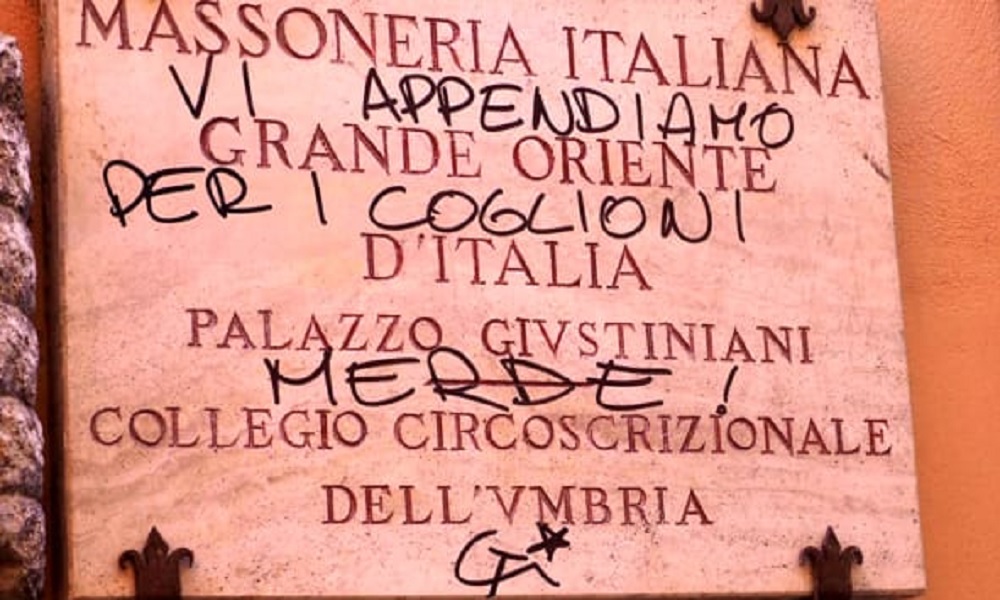 MASSONERIA ITALIANA
VI APPENDIAMO
GRANDE ORIENTE
PER I COGLIONI
D'ITALIA
PALAZZO GIVSTINIANI
MERDE!
COLLEGIO CIRCOSCRIZIONALE
DELL'VMBRIA